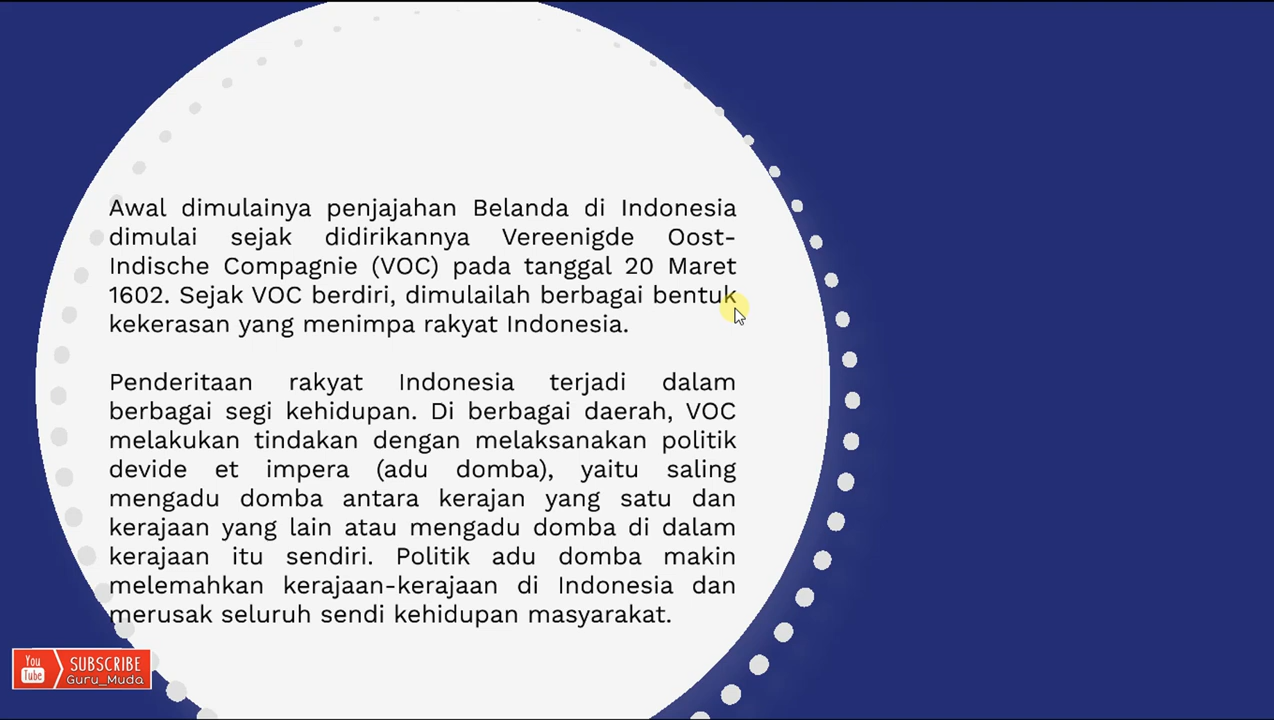 Awal dimulainya penjajahan Belanda di Indonesia
dimulai sejak didirikannya Vereenigde Oost-
Indische Compagnie (VOC) pada tanggal 20 Maret
1602. Sejak VOC berdiri, dimulailah berbagai bentuk
kekerasan yang menimpa rakyat Indonesia.
Penderitaan rakyat Indonesia terjadi dalam
berbagai segi kehidupan. Di berbagai daerah, VOC
melakukan tindakan dengan melaksanakan politik
devide et impera (adu domba), yaitu saling
mengadu domba antara kerajan yang satu dan
kerajaan yang lain atau mengadu domba di dalam
kerajaan itu sendiri. Politik adu domba makin
melemahkan kerajaan-kerajaan di Indonesia dan
merusak seluruh sendi kehidupan masyarakat.
You
Tube
SUBSCRIBE
Guru_Muda